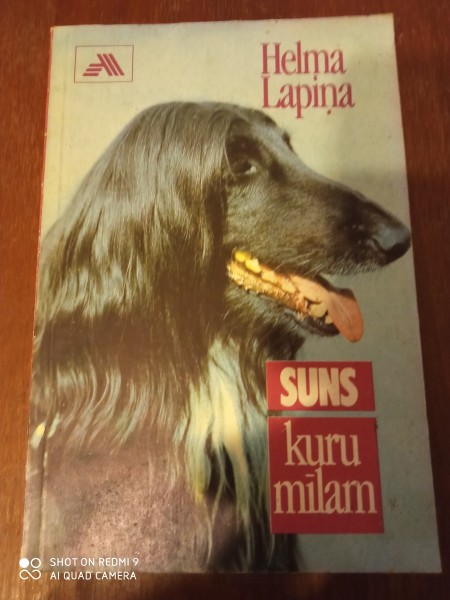 Helma
Lapiņa
SUNS
kuru
mīlam
SHOT ON REDMI 9
AI QUAD CAMERA